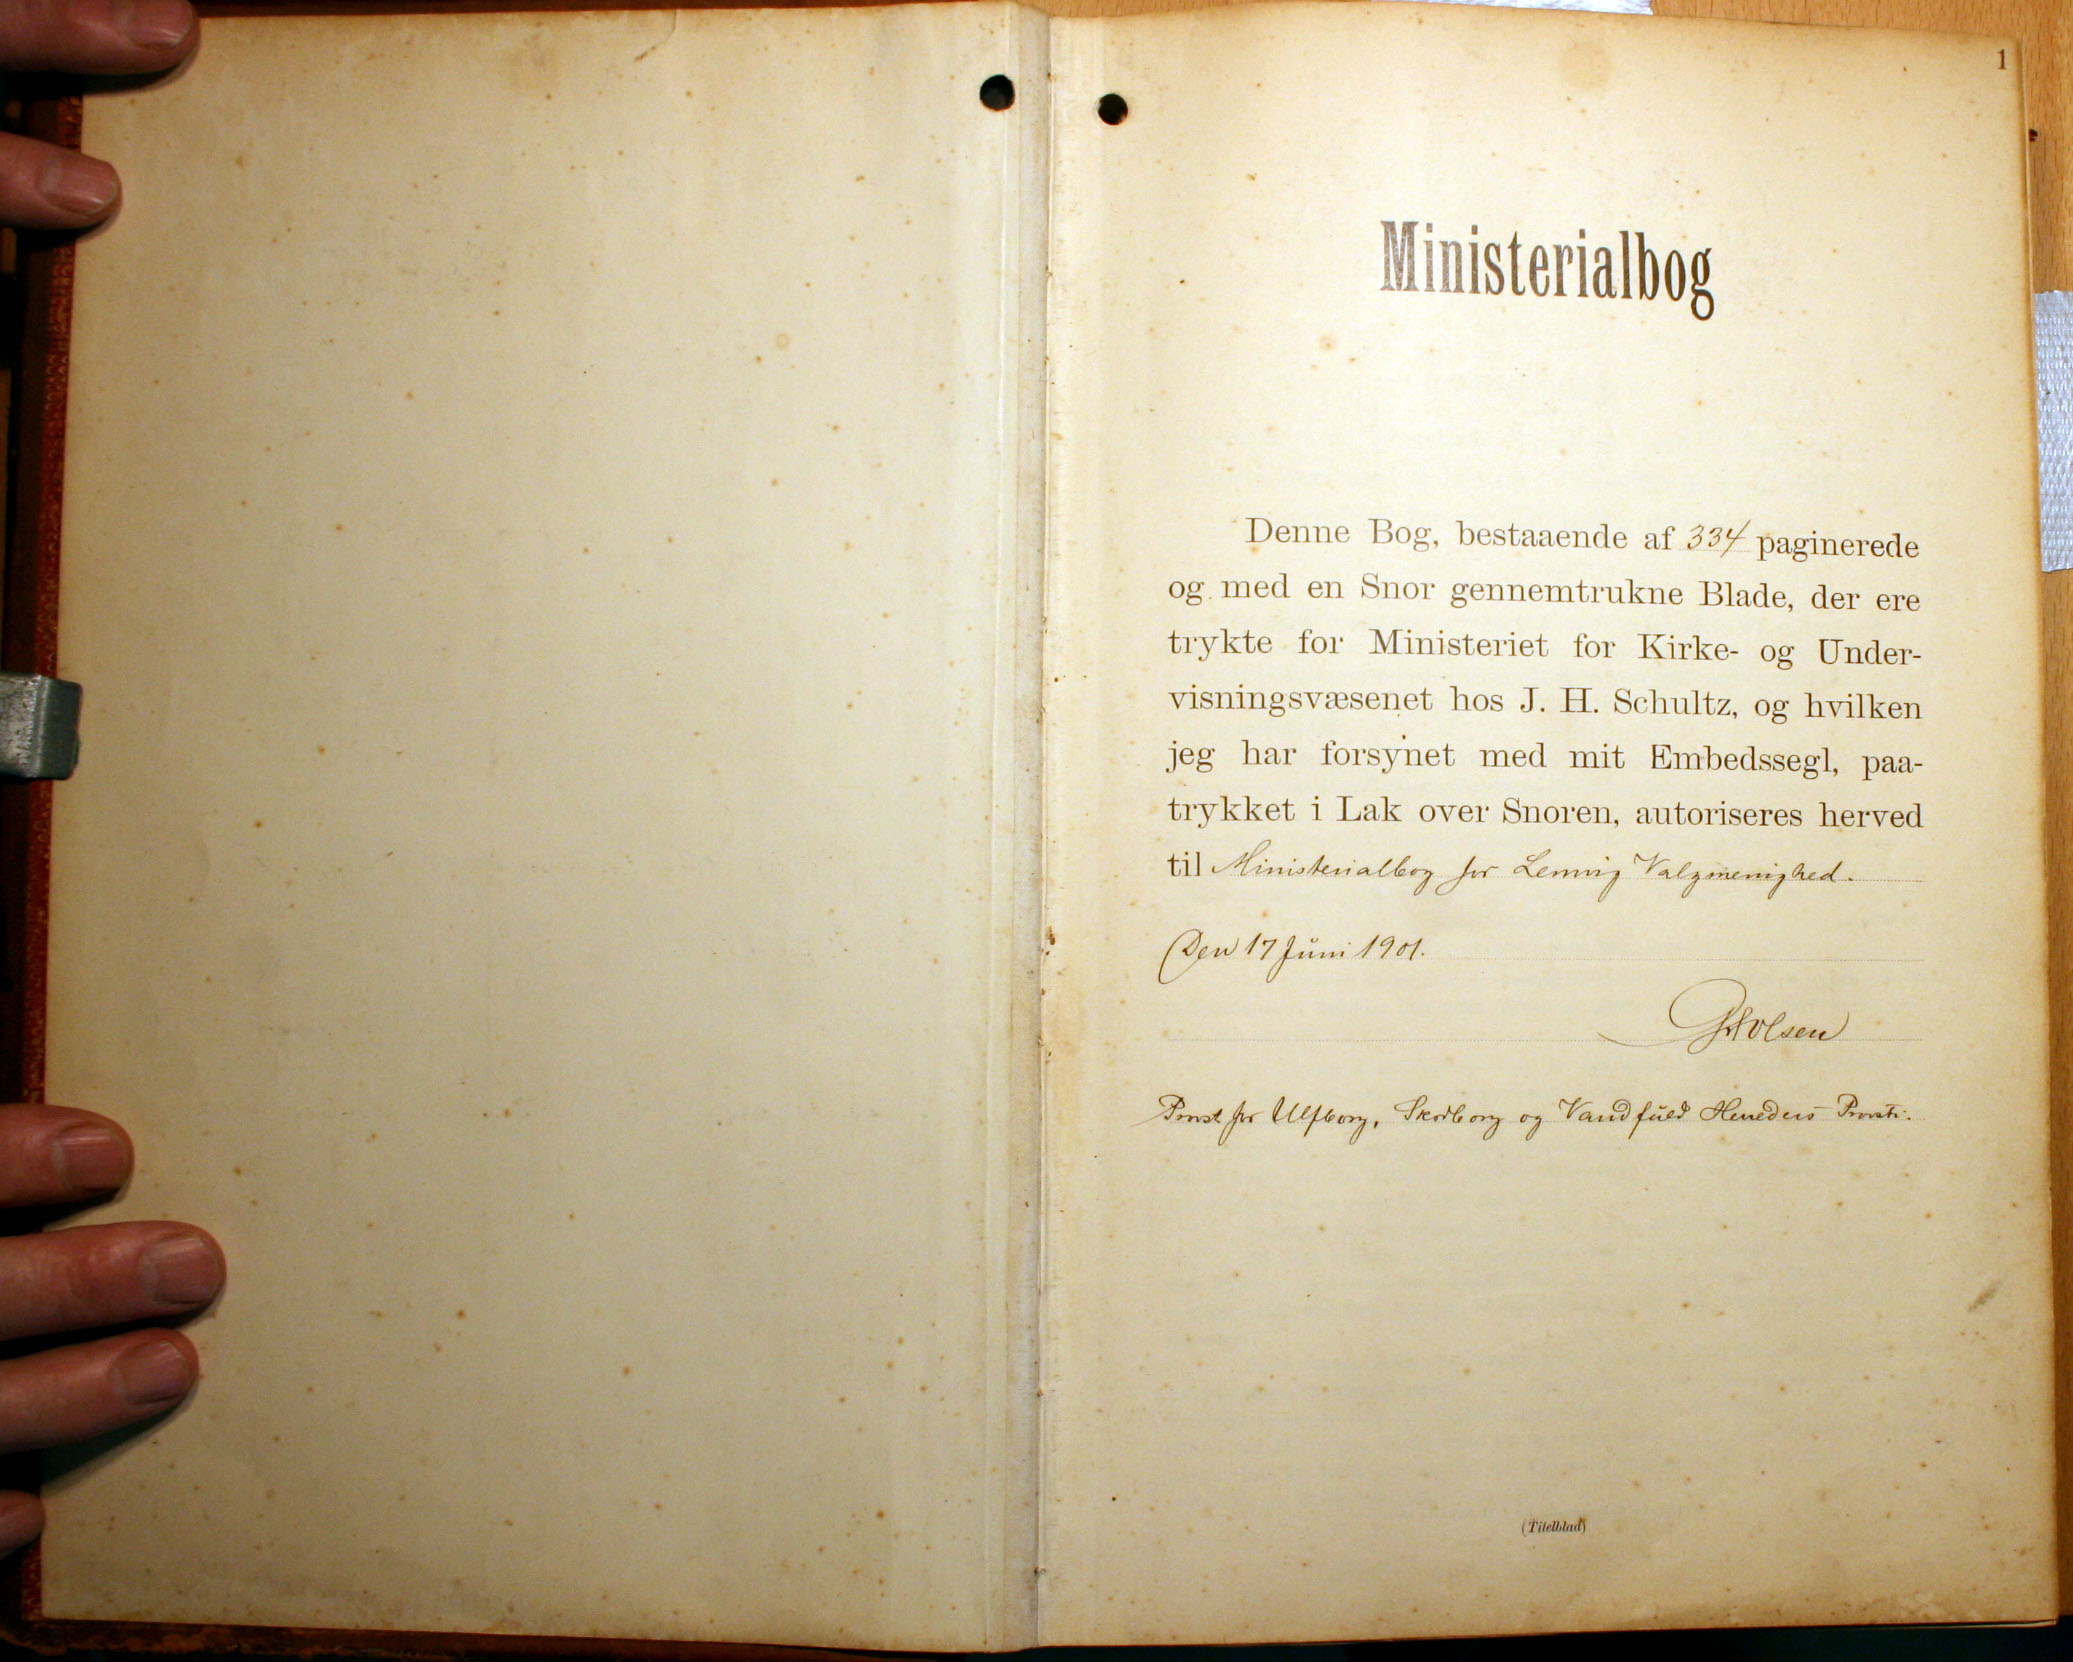 1
Ministerialbog
Denne Bog, bestaaende af 334 paginerede
og med en Snor gennemtrukne Blade, der ere
trykte for Ministeriet for Kirke- og Under-
visningsvæsenet hos J. H. Schultz, og hvilken
jeg har forsynet med mit Embedssegl, paa-
trykket i Lak over Snoren, autoriseres herved
til Ministerialbog for Lemvig Valgmenighed.
Den 17 Juni 1901.
Olsen
Provst for Ulfborg, Skodborg og Vandfuld Herreders Provsti.
(Titelblad)